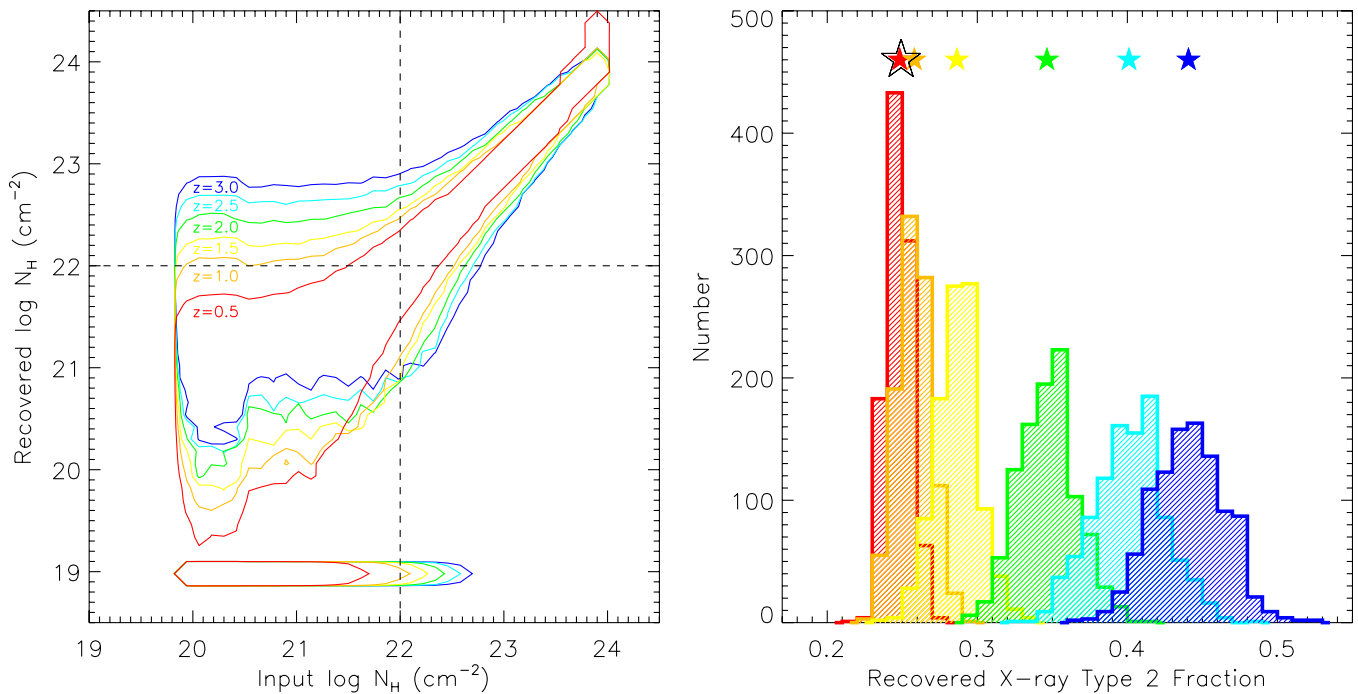 24
23
22
21
20
19
Recovered log N_H (cm⁻²)
z=3.0
z=2.5
z=2.0
z=1.5
z=1.0
z=0.5
19 20 21 22 23 24
Input log N_H (cm⁻²)
500
400
300
200
100
0
Number
0.2 0.3 0.4 0.5
Recovered X-ray Type 2 Fraction